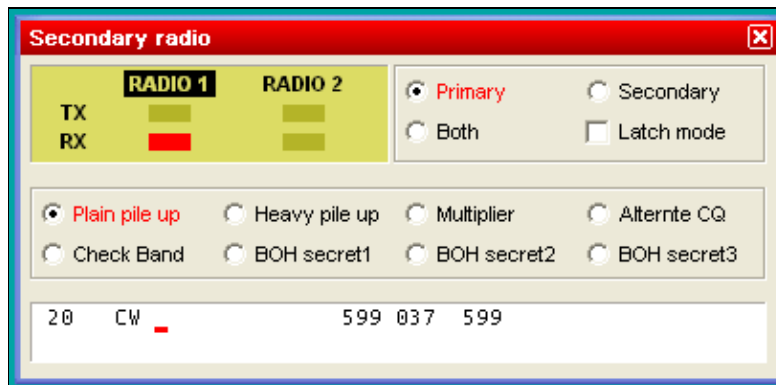 Secondary radio
RADIO 1 RADIO 2
TX
RX
Primary Secondary
Both Latch mode
Plain pile up Heavy pile up Multiplier Alternte CQ
Check Band BOH secret1 BOH secret2 BOH secret3
20 CW 599 037 599